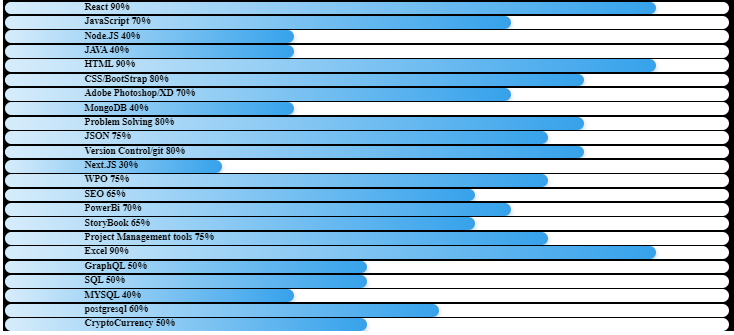 React 90%
JavaScript 70%
Node.JS 40%
JAVA 40%
HTML 90%
CSS/BootStrap 80%
Adobe Photoshop/XD 70%
MongoDB 40%
Problem Solving 80%
JSON 75%
Version Control/git 80%
Next.JS 30%
WPO 75%
SEO 65%
PowerBi 70%
StoryBook 65%
Project Management tools 75%
Excel 90%
GraphQL 50%
SQL 50%
MYSQL 40%
postgresql 60%
CryptoCurrency 50%